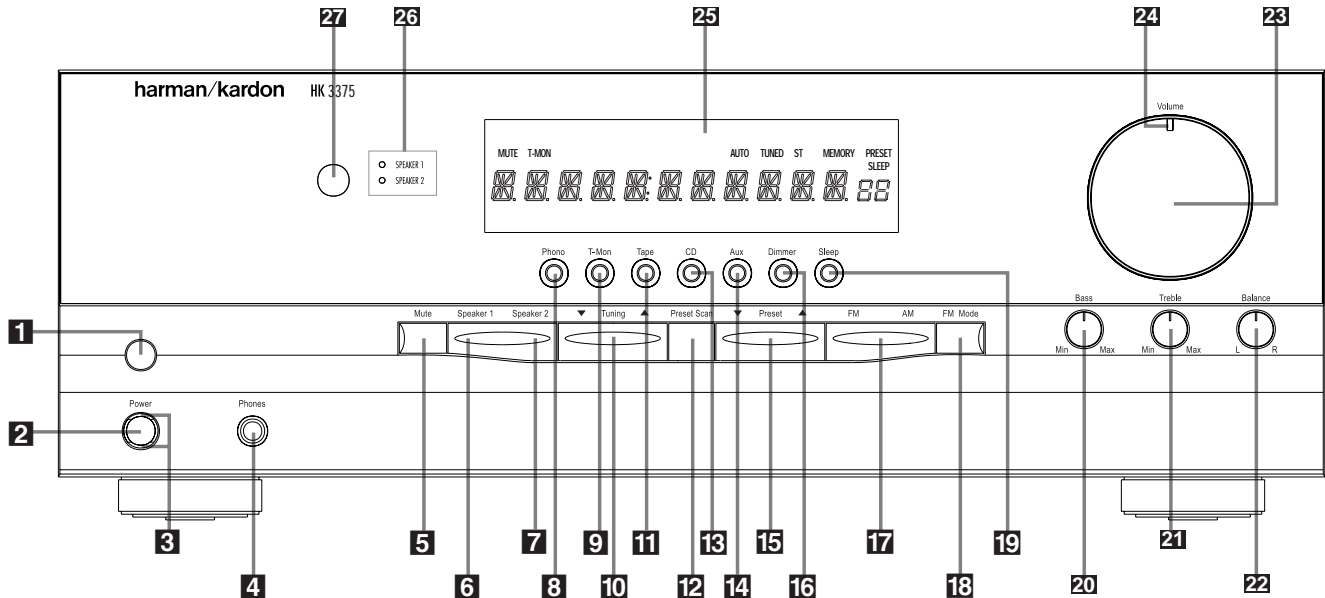 27 26 25 24 23
Volume
harman/kardon HK 3375
SPEAKER 1
SPEAKER 2
MUTE T-MON AUTO TUNED ST MEMORY PRESET
SLEEP
Phono T-Mon Tape CD Aux Dimmer Sleep
Bass Treble Balance
Mute Speaker 1 Speaker 2 ▼ Tuning ▲ Preset Scan ▼ Preset ▲ FM AM FM Mode
Min Max Min Max L R
1
Power Phones
2
3 5 7 9 11 13 15 17 19 21
4 6 8 10 12 14 16 18 20 22